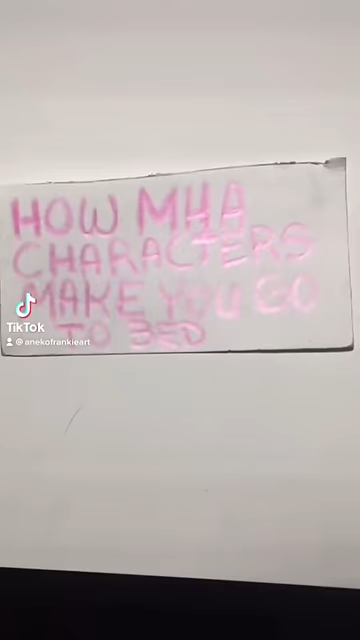 HOW MHA
CHARACTERS
MAKE YOU GO
TO BED
TikTok
@anekofrankieart